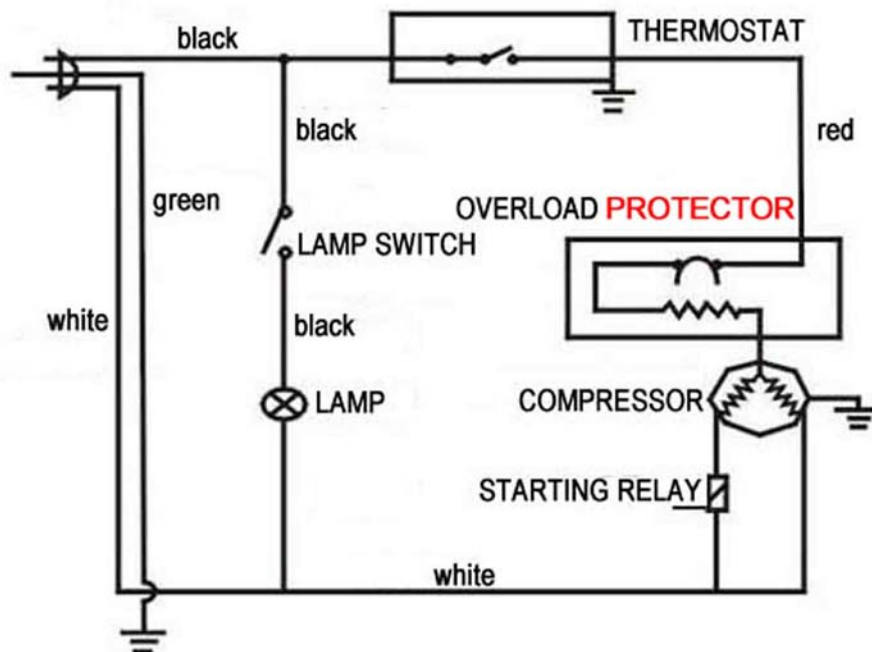 black
THERMOSTAT
black
red
green
OVERLOAD PROTECTOR
LAMP SWITCH
white
black
LAMP
COMPRESSOR
STARTING RELAY
white